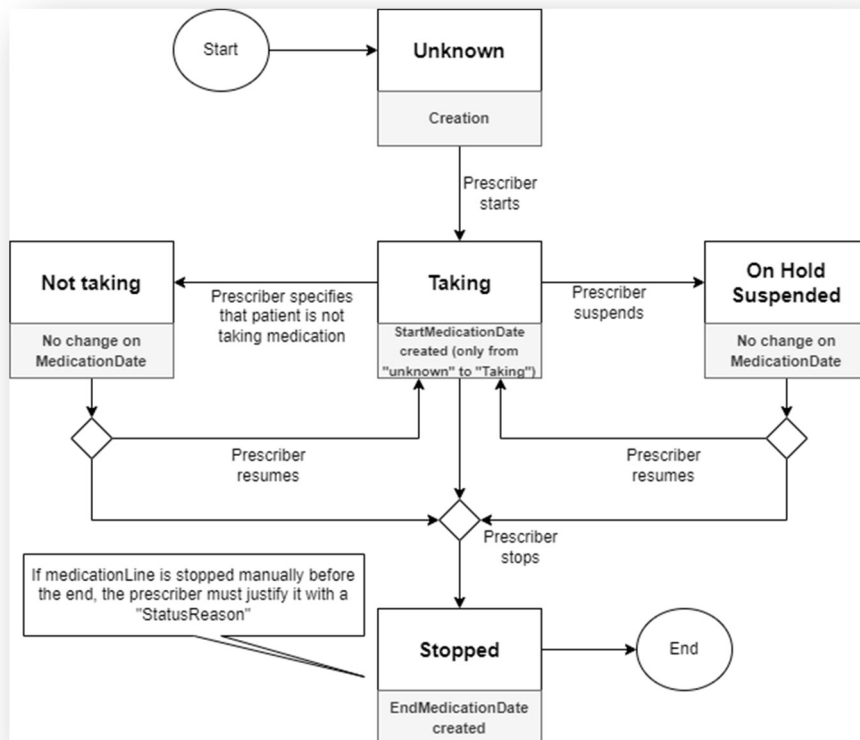 Start
Unknown
Creation
Prescriber
starts
Not taking
No change on
MedicationDate
Prescriber specifies
that patient is not
taking medication
Taking
StartMedicationDate
created (only from
"unknown" to "Taking")
Prescriber
suspends
On Hold
Suspended
No change on
MedicationDate
Prescriber
resumes
Prescriber
resumes
Prescriber
stops
If medicationLine is stopped manually before
the end, the prescriber must justify it with a
"StatusReason"
Stopped
EndMedicationDate
created
End